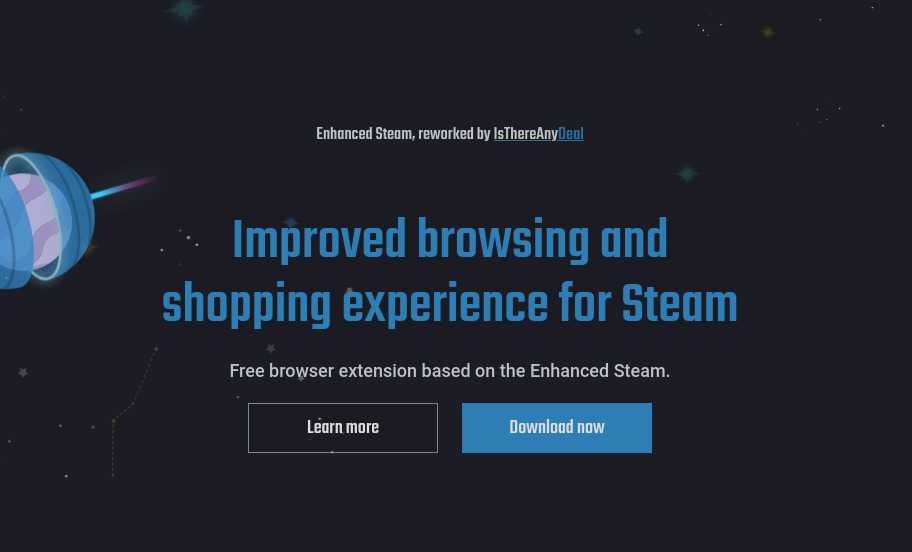 Enhanced Steam, reworked by IsThereAnyDeal
Improved browsing and
shopping experience for Steam
Free browser extension based on the Enhanced Steam.
Learn more
Download now